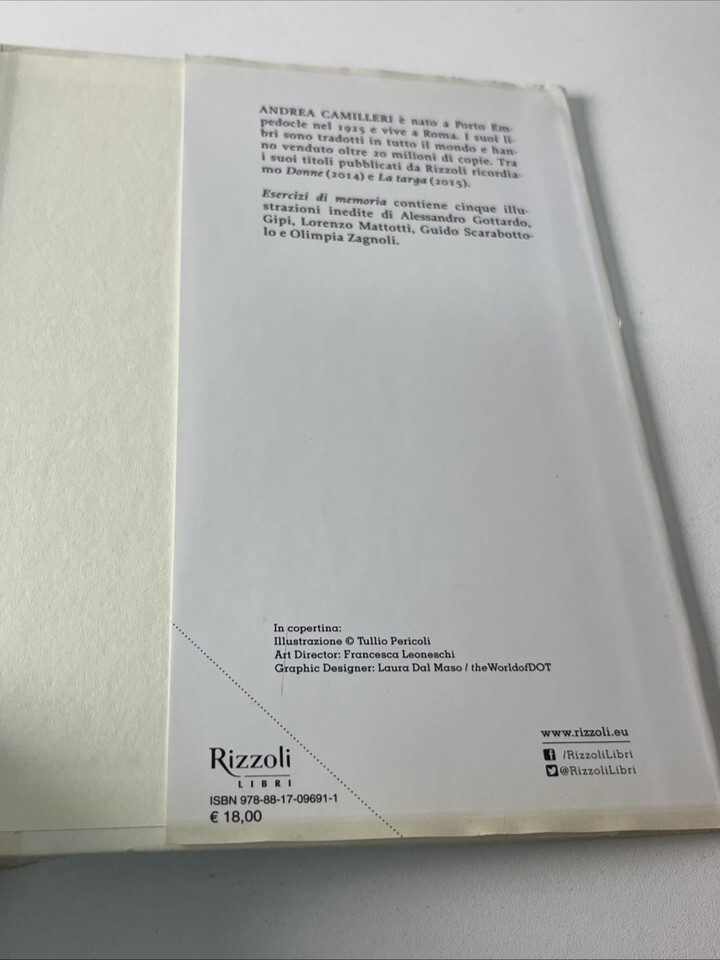 ANDREA CAMILLERI è nato a Porto Em-
pedocle nel 1925 e vive a Roma. I suoi li-
bri sono tradotti in tutto il mondo e han-
no venduto oltre 20 milioni di copie. Tra
i suoi titoli pubblicati da Rizzoli ricordia-
mo Donne (2014) e La targa (2015).
Esercizi di memoria contiene cinque illu-
strazioni inedite di Alessandro Gottardo,
Gipi, Lorenzo Mattotti, Guido Scarabotto-
lo e Olimpia Zagnoli.
In copertina:
Illustrazione © Tullio Pericoli
Art Director: Francesca Leoneschi
Graphic Designer: Laura Dal Maso / theWorldofDOT
www.rizzoli.eu
/RizzoliLibri
@RizzoliLibri
Rizzoli
LIBRI
ISBN 978-88-17-09691-1
€ 18,00